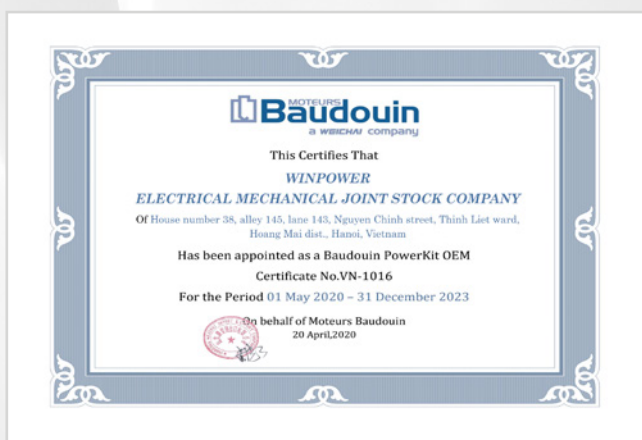 MOTEURS
Baudouin
a WEICHAI company
This Certifies That
WINPOWER
ELECTRICAL MECHANICAL JOINT STOCK COMPANY
Of House number 38, alley 145, lane 143, Nguyen Chinh street, Thinh Liet ward,
Hoang Mai dist., Hanoi, Vietnam
Has been appointed as a Baudouin PowerKit OEM
Certificate No.VN-1016
For the Period 01 May 2020 – 31 December 2023
On behalf of Moteurs Baudouin
20 April,2020